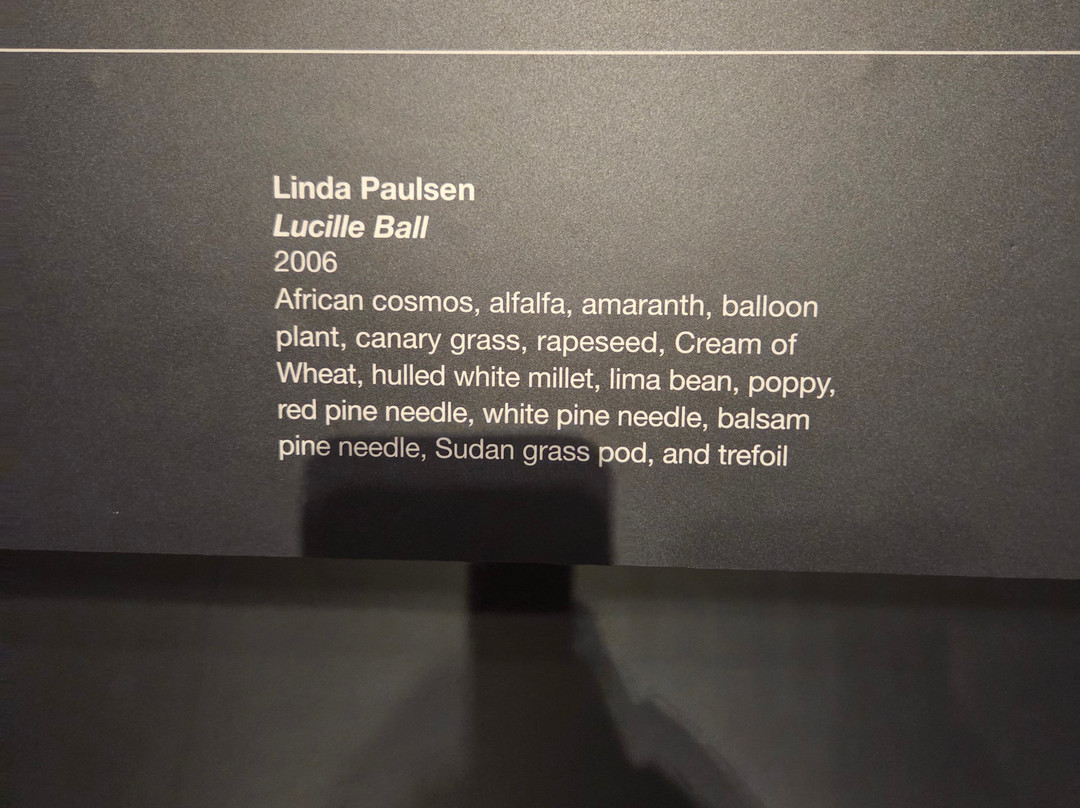 Linda Paulsen
Lucille Ball
2006
African cosmos, alfalfa, amaranth, balloon
plant, canary grass, rapeseed, Cream of
Wheat, hulled white millet, lima bean, poppy,
red pine needle, white pine needle, balsam
pine needle, Sudan grass pod, and trefoil